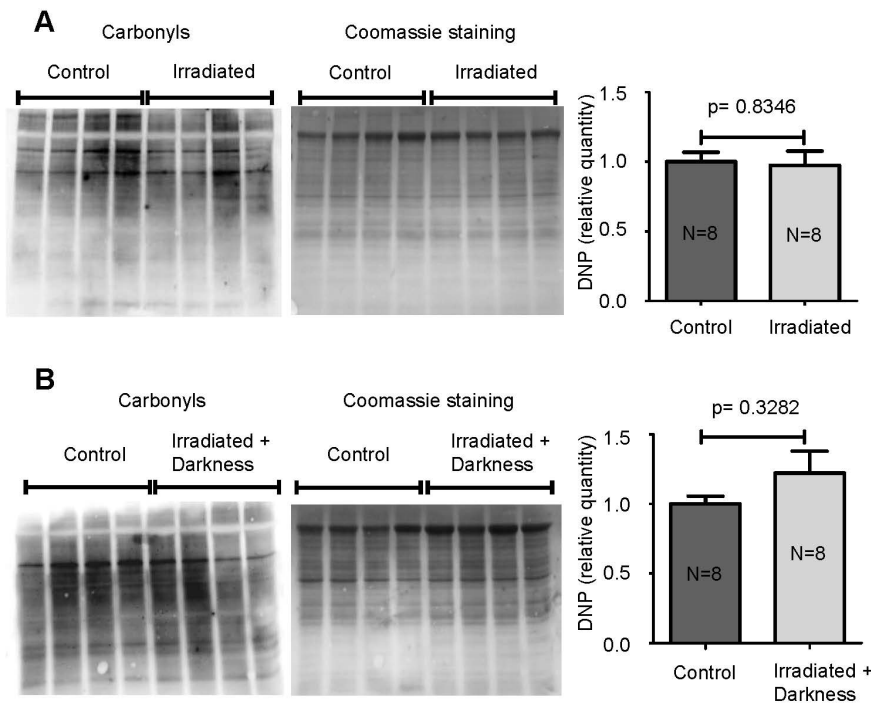 A
Carbonyls
Coomassie staining
Control
Irradiated
Control
Irradiated
DNP (relative quantity)
1.5
1.0
0.5
0.0
p= 0.8346
N=8
N=8
Control
Irradiated
B
Carbonyls
Coomassie staining
Control
Irradiated +
Darkness
Control
Irradiated +
Darkness
DNP (relative quantity)
1.5
1.0
0.5
0.0
p= 0.3282
N=8
N=8
Control
Irradiated +
Darkness